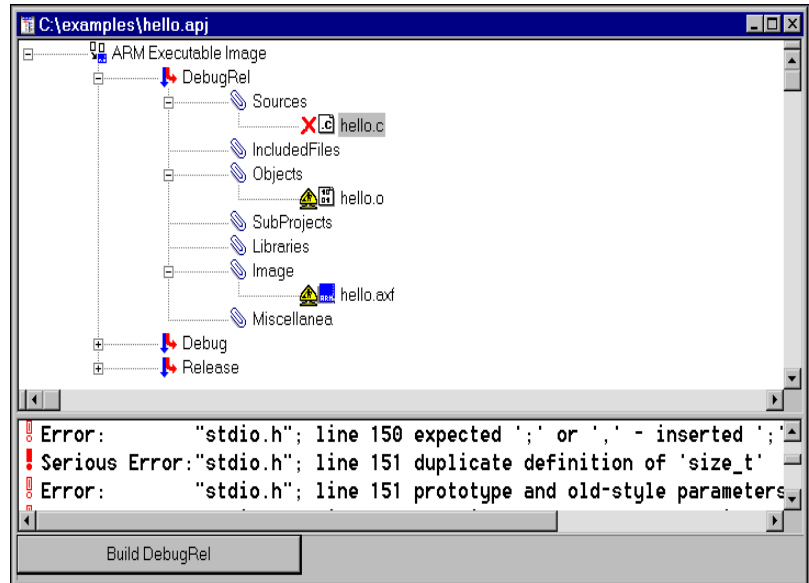 C:\examples\hello.apj
ARM Executable Image
DebugRel
Sources
hello.c
IncludedFiles
Objects
hello.o
SubProjects
Libraries
Image
hello.axf
Miscellanea
Debug
Release
Error: "stdio.h"; line 150 expected ';' or ',' - inserted ';'
Serious Error:"stdio.h"; line 151 duplicate definition of 'size_t'
Error: "stdio.h"; line 151 prototype and old-style parameters
Build DebugRel